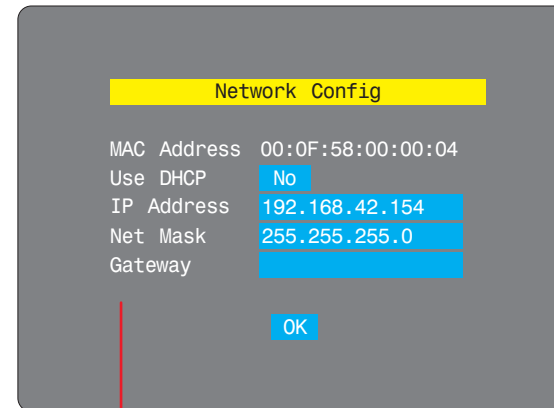 Network Config
MAC Address 00:0F:58:00:00:04
Use DHCP No
IP Address 192.168.42.154
Net Mask 255.255.255.0
Gateway
OK